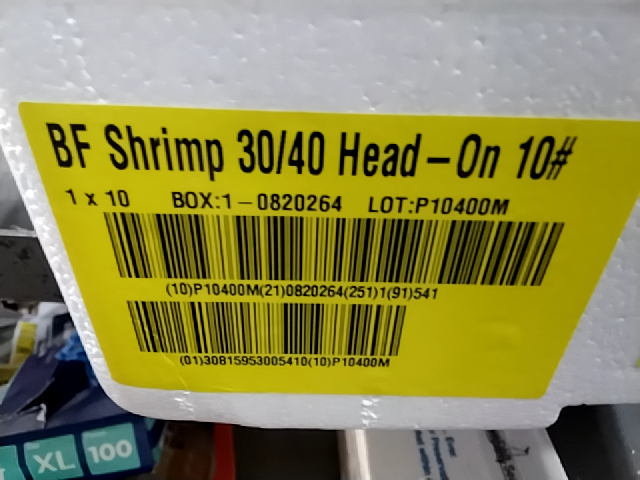 BF Shrimp 30/40 Head-On 10#
1 x 10 BOX:1-0820264 LOT:P10400M
(10)P10400M(21)0820264(251)1(91)541
(01)30815953005410(10)P10400M
XL 100